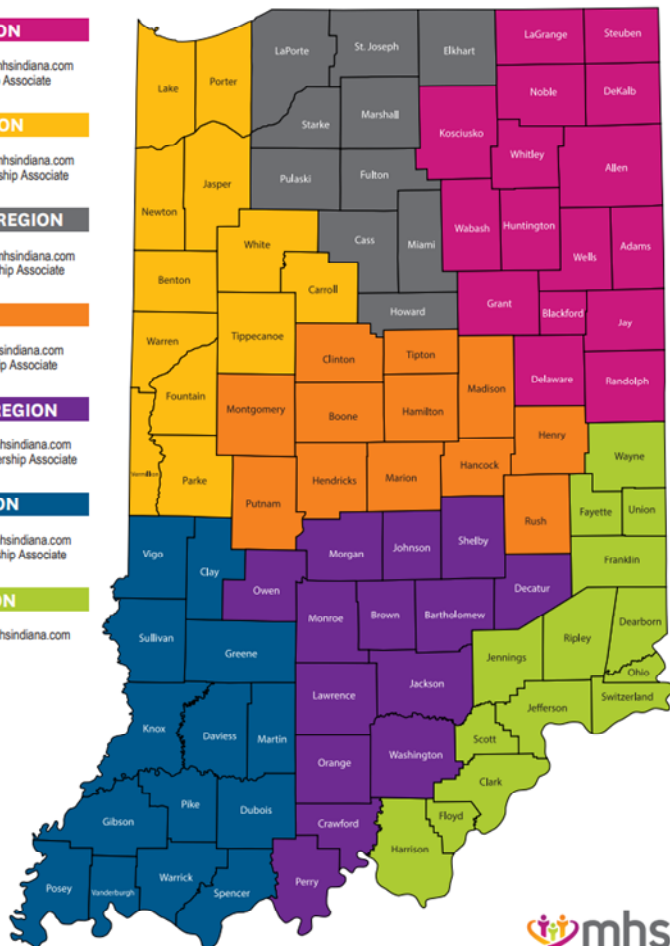 ON
mhsindiana.com
Associate
ON
mhsindiana.com
ship Associate
REGION
mhsindiana.com
hip Associate
sindiana.com
p Associate
REGION
hsindiana.com
ership Associate
ON
hsindiana.com
ship Associate
N
hsindiana.com
LaPorte
St. Joseph
Elkhart
LaGrange
Steuben
Lake
Porter
Noble
DeKalb
Starke
Marshall
Kosciusko
Whitley
Allen
Pulaski
Fulton
Jasper
Newton
White
Cass
Miami
Wabash
Huntington
Wells
Adams
Benton
Carroll
Howard
Grant
Blackford
Jay
Warren
Tippecanoe
Clinton
Tipton
Madison
Delaware
Randolph
Fountain
Montgomery
Boone
Hamilton
Henry
Wayne
Vermillion
Parke
Putnam
Hendricks
Marion
Hancock
Rush
Fayette
Union
Vigo
Clay
Morgan
Johnson
Shelby
Franklin
Owen
Monroe
Brown
Bartholomew
Decatur
Sullivan
Greene
Jennings
Ripley
Dearborn
Ohio
Lawrence
Jackson
Jefferson
Switzerland
Knox
Daviess
Martin
Orange
Washington
Scott
Clark
Gibson
Pike
Dubois
Crawford
Floyd
Harrison
Posey
Vanderburgh
Warrick
Spencer
Perry
mhs